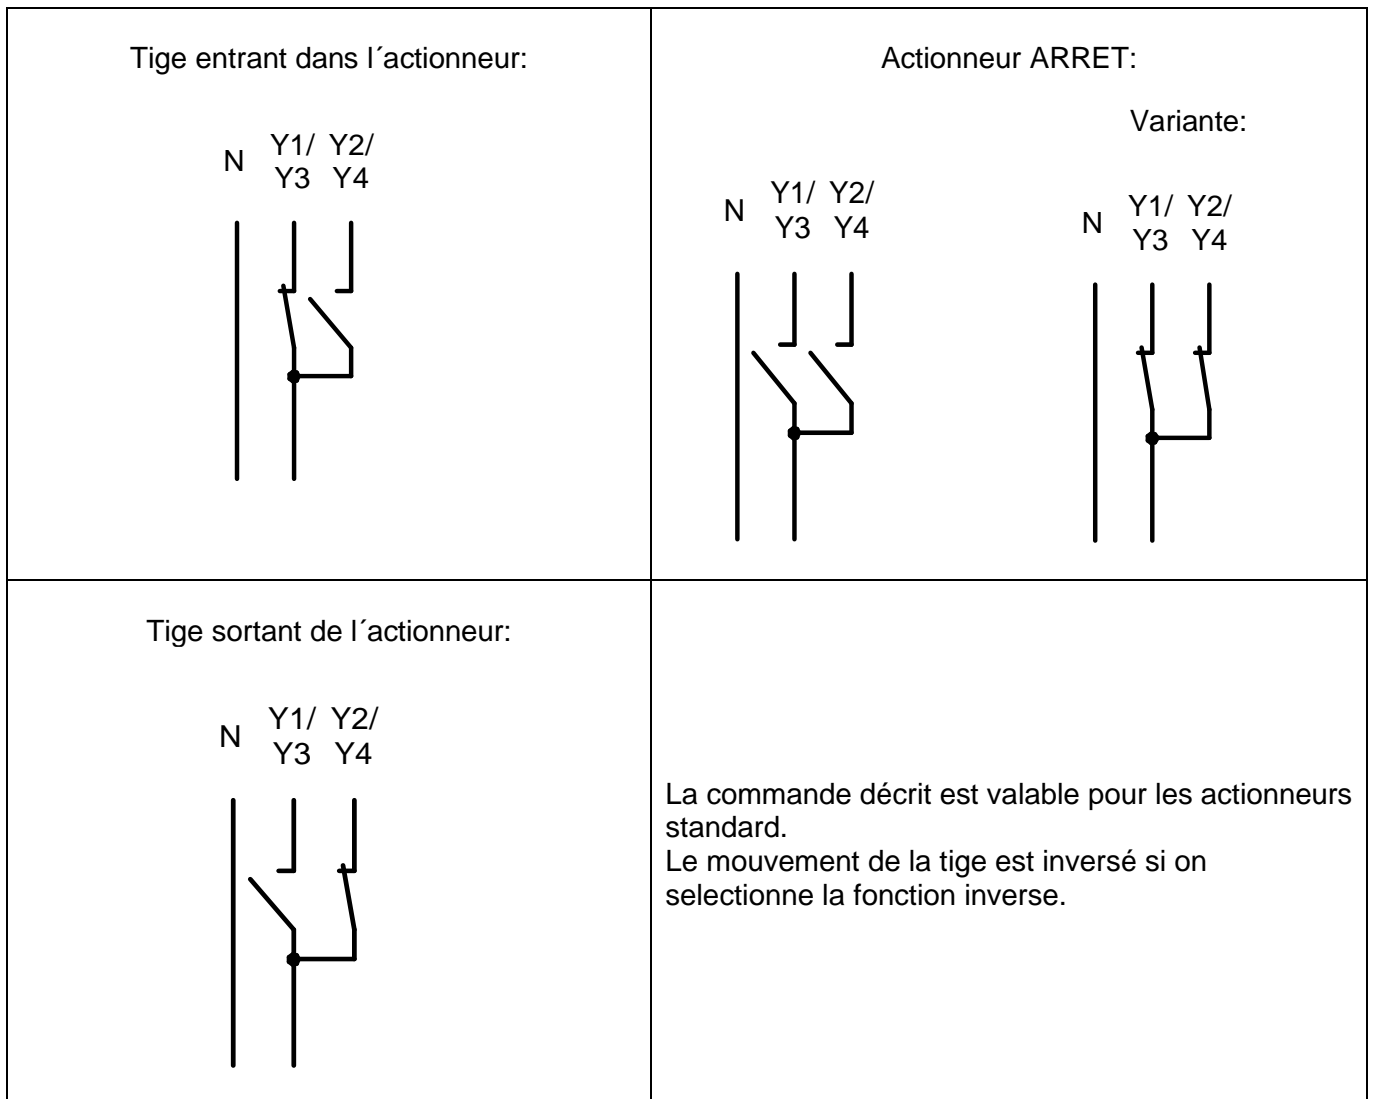 Tige entrant dans l´actionneur:
N
Y1/ Y2/
Y3 Y4
Actionneur ARRET:
Variante:
N
Y1/ Y2/
Y3 Y4
N
Y1/ Y2/
Y3 Y4
Tige sortant de l´actionneur:
N
Y1/ Y2/
Y3 Y4
La commande décrit est valable pour les actionneurs
standard.
Le mouvement de la tige est inversé si on
selectionne la fonction inverse.